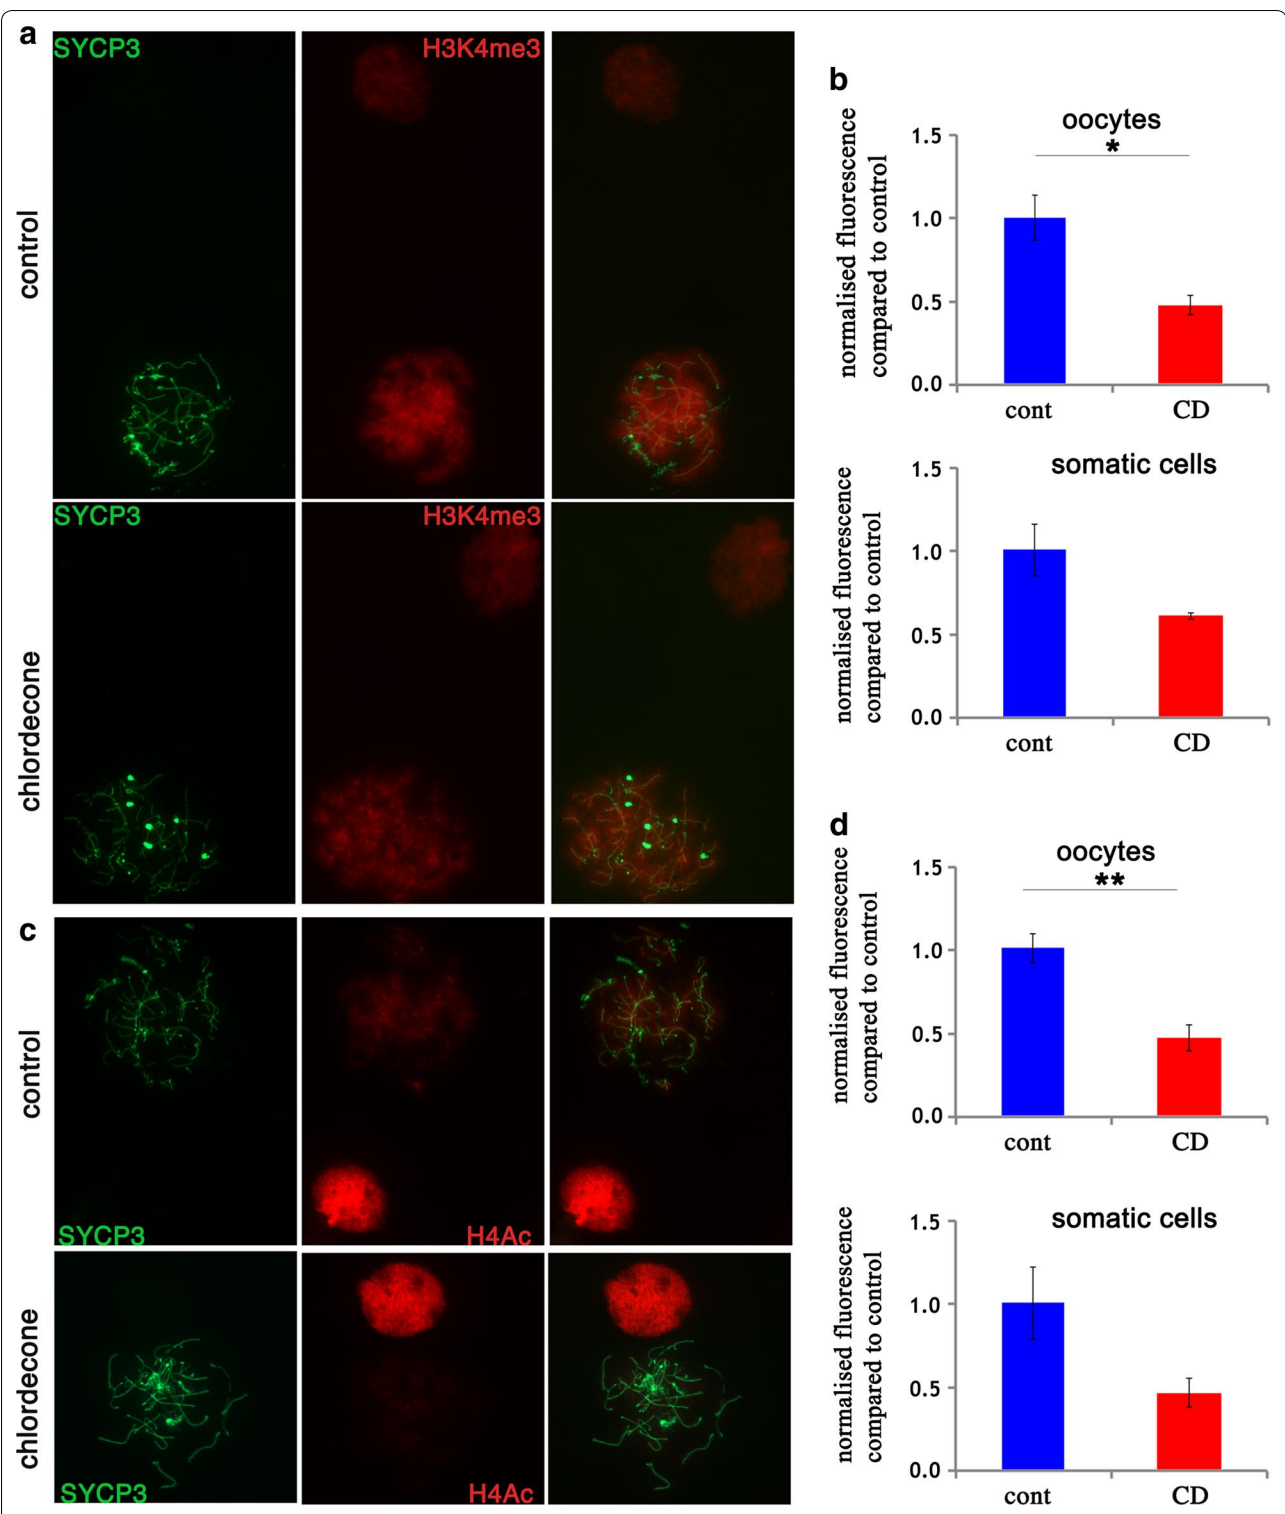 a
SYCP3
H3K4me3
control
SYCP3
H3K4me3
chlordecone
b
oocytes
*
normalised fluorescence
compared to control
1.5
1.0
0.5
0.0
cont
CD
somatic cells
normalised fluorescence
compared to control
1.5
1.0
0.5
0.0
cont
CD
c
control
SYCP3
H4Ac
chlordecone
SYCP3
H4Ac
d
oocytes
**
normalised fluorescence
compared to control
1.5
1.0
0.5
0.0
cont
CD
somatic cells
normalised fluorescence
compared to control
1.5
1.0
0.5
0.0
cont
CD